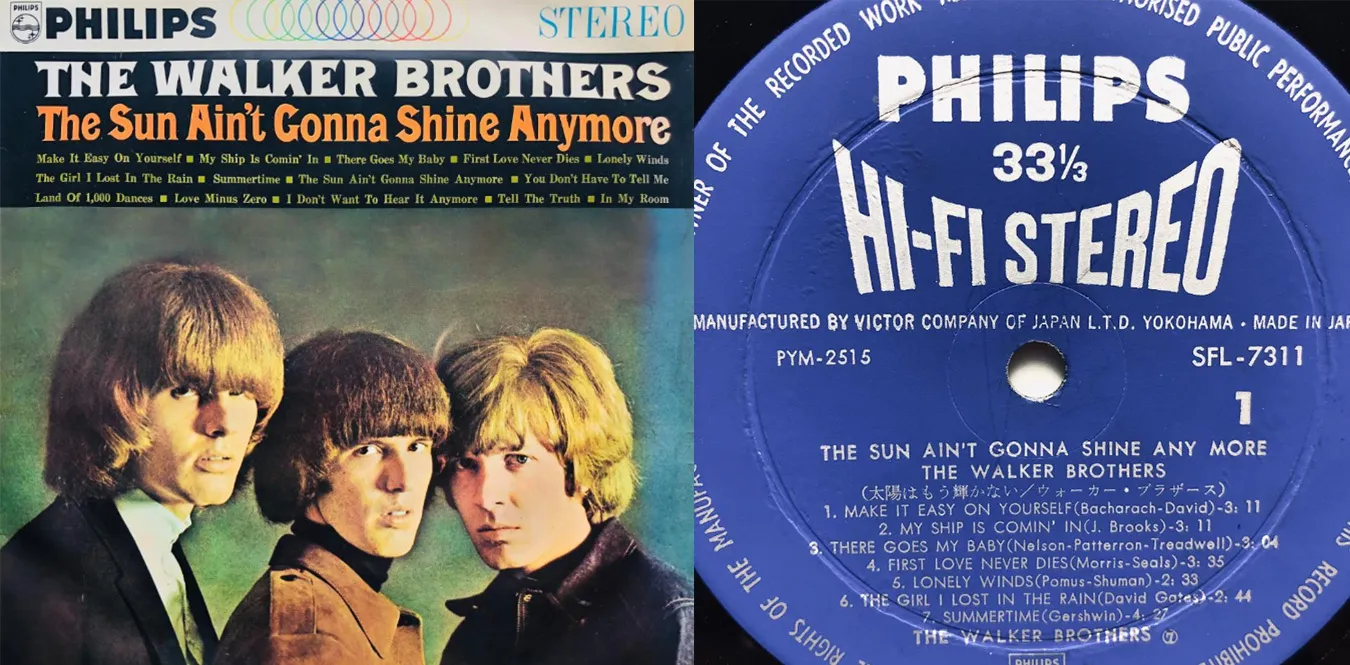 PHILIPS
PHILIPS
STEREO
THE WALKER BROTHERS
The Sun Ain't Gonna Shine Anymore
Make It Easy On Yourself ■ My Ship Is Comin' In ■ There Goes My Baby ■ First Love Never Dies ■ Lonely Winds
The Girl I Lost In The Rain ■ Summertime ■ The Sun Ain't Gonna Shine Anymore ■ You Don't Have To Tell Me
Land Of 1,000 Dances ■ Love Minus Zero ■ I Don't Want To Hear It Anymore ■ Tell The Truth ■ In My Room
OF THE RECORDED WORK
PUBLIC
PHILIPS
33⅓
HI-FI STEREO
MANUFACTURED BY VICTOR COMPANY OF JAPAN L.T.D. YOKOHAMA • MADE IN
PYM-2515
SFL-7311
1
THE SUN AIN'T GONNA SHINE ANY MORE
THE WALKER BROTHERS
(太陽はもう輝かない/ウォーカー・ブラザース)
1. MAKE IT EASY ON YOURSELF(Bacharach-David)-3: 11
2. MY SHIP IS COMIN' IN(J. Brooks)-3: 11
3. THERE GOES MY BABY(Nelson-Patterron-Treadwell)-3: 04
4. FIRST LOVE NEVER DIES(Morris-Seals)-3: 35
5. LONELY WINDS(Pomus-Shuman)-2: 33
6. THE GIRL I LOST IN THE RAIN(David Gates)-2: 44
7. SUMMERTIME(Gershwin)-4: 27
THE WALKER BROTHERS ⑦
PHILIPS
RIGHTS OF THE
RECORD